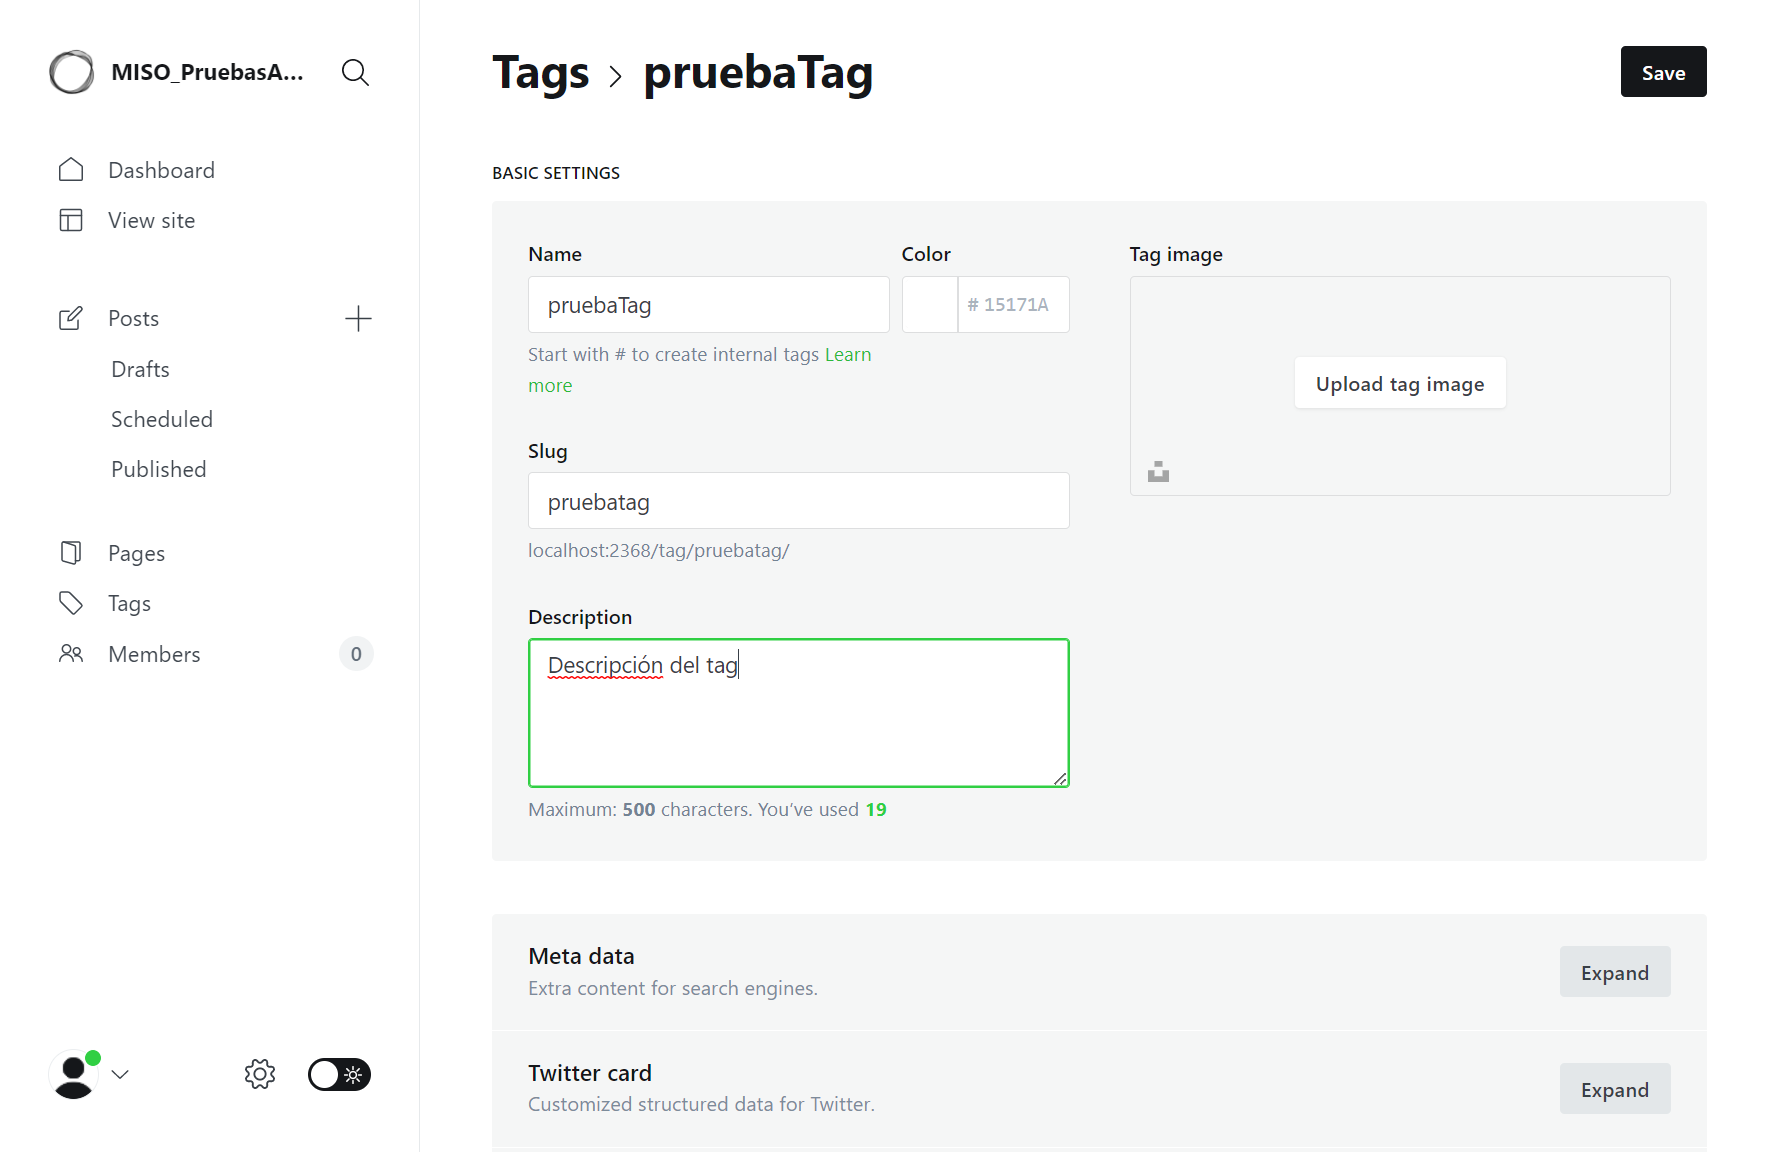 MISO_PruebasA...
Dashboard
View site
Posts
Drafts
Scheduled
Published
Pages
Tags
Members 0
Tags > pruebaTag
Save
BASIC SETTINGS
Name
pruebaTag
Start with # to create internal tags Learn
more
Color
# 15171A
Slug
pruebatag
localhost:2368/tag/pruebatag/
Description
Descripción del tag
Maximum: 500 characters. You’ve used 19
Tag image
Upload tag image
Meta data
Extra content for search engines.
Expand
Twitter card
Customized structured data for Twitter.
Expand